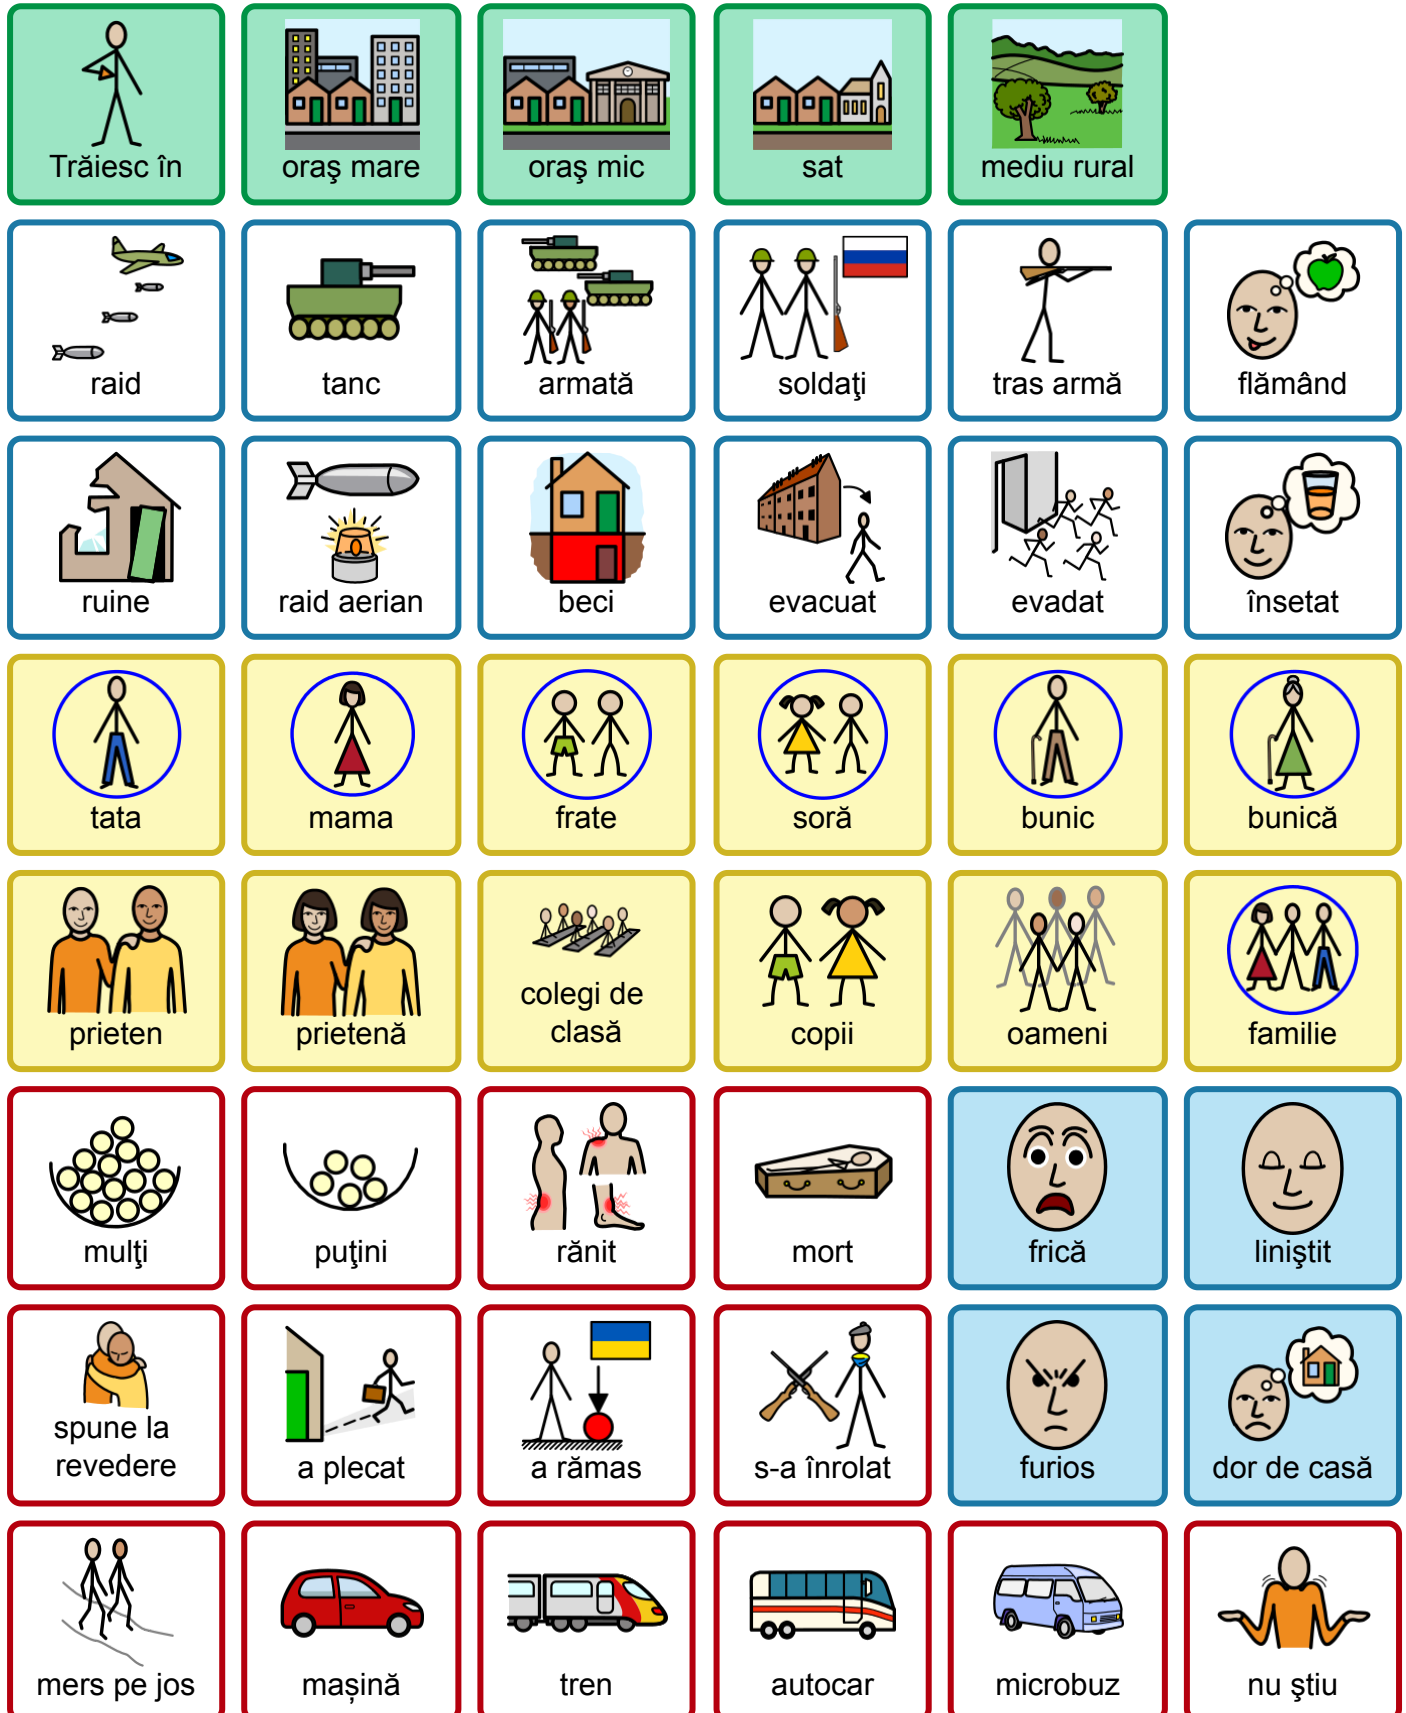 Trăiesc în
oraş mare
oraş mic
sat
mediu rural
raid
tanc
armată
soldaţi
tras armă
flămând
ruine
raid aerian
beci
evacuat
evadat
însetat
tata
mama
frate
soră
bunic
bunică
prieten
prietenă
colegi de
clasă
copii
oameni
familie
mulţi
puţini
rănit
mort
frică
liniştit
spune la
revedere
a plecat
a rămas
s-a înrolat
furios
dor de casă
mers pe jos
mașină
tren
autocar
microbuz
nu ştiu